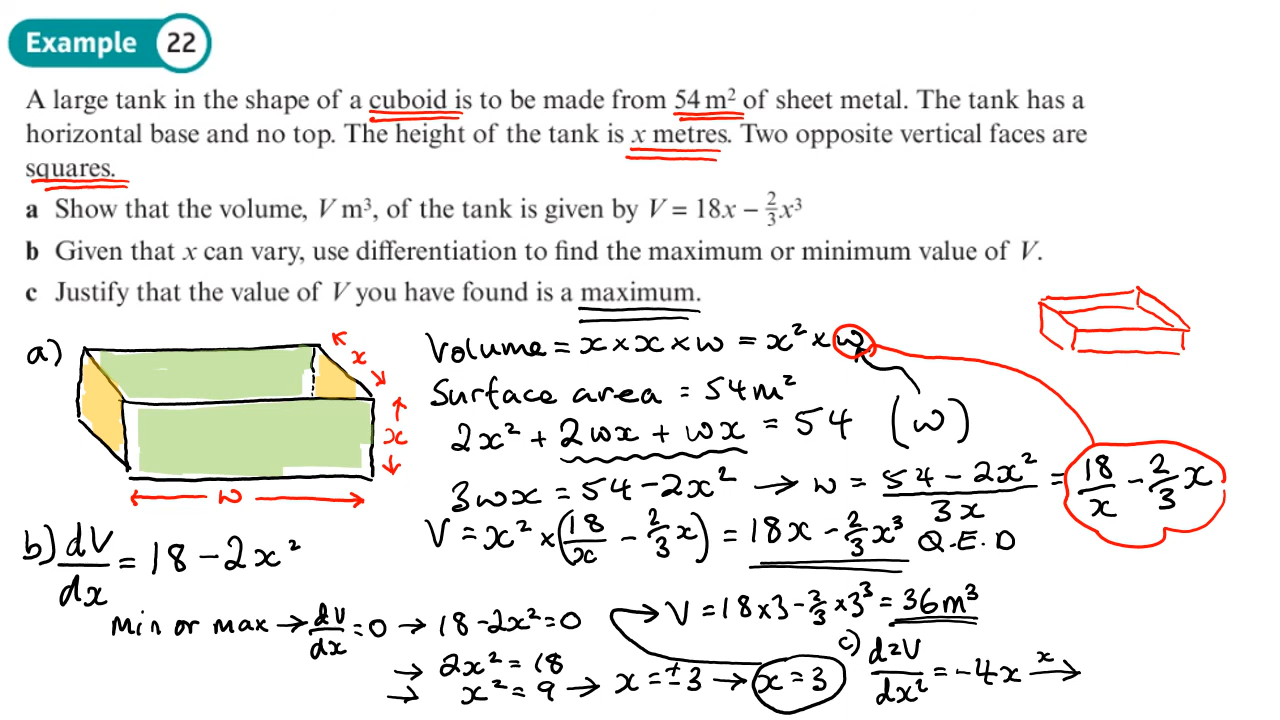 Example 22
A large tank in the shape of a cuboid is to be made from 54 m² of sheet metal. The tank has a
horizontal base and no top. The height of the tank is x metres. Two opposite vertical faces are
squares.
a Show that the volume, V m³, of the tank is given by V = 18x − 2/3x³
b Given that x can vary, use differentiation to find the maximum or minimum value of V.
c Justify that the value of V you have found is a maximum.
a)
x
x
w
Volume = x × x × w = x² × w
Surface area = 54m²
2x² + 2wx + wx = 54 (w)
3wx = 54 − 2x² → w = (54 − 2x²)/3x = 18/x − 2/3x
V = x² × (18/x − 2/3x) = 18x − 2/3x³ Q.E.D
b) dV/dx = 18 − 2x²
Min or max → dV/dx = 0 → 18 − 2x² = 0
→ 2x² = 18
→ x² = 9 → x = ±3 → x = 3
→ V = 18×3 − 2/3×3³ = 36m³
c) d2V/dx² = −4x x→